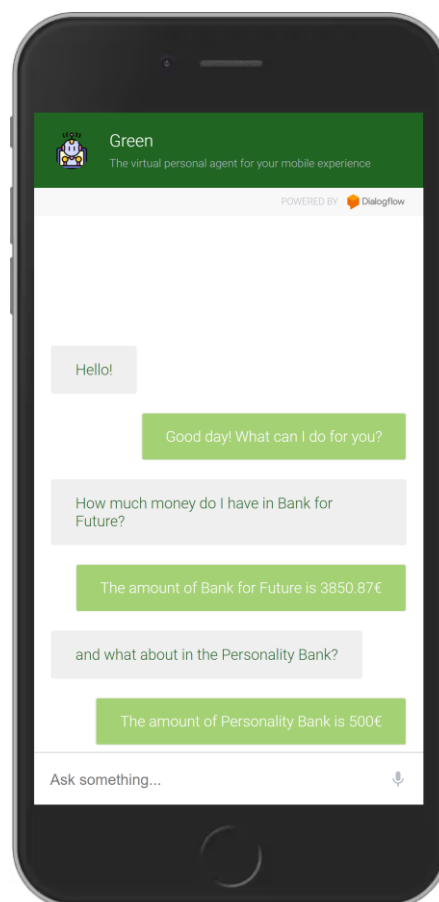 Green
The virtual personal agent for your mobile experience
POWERED BY Dialogflow
Hello!
Good day! What can I do for you?
How much money do I have in Bank for
Future?
The amount of Bank for Future is 3850.87€
and what about in the Personality Bank?
The amount of Personality Bank is 500€
Ask something...